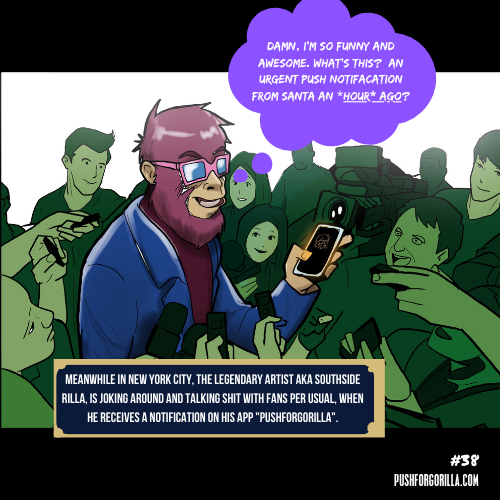 DAMN, I'M SO FUNNY AND
AWESOME. WHAT'S THIS? AN
URGENT PUSH NOTIFACATION
FROM SANTA AN *HOUR* AGO?
MEANWHILE IN NEW YORK CITY, THE LEGENDARY ARTIST AKA SOUTHSIDE
RILLA, IS JOKING AROUND AND TALKING SHIT WITH FANS PER USUAL, WHEN
HE RECEIVES A NOTIFICATION ON HIS APP "PUSHFORGORILLA".
#38
PUSHFORGORILLA.COM